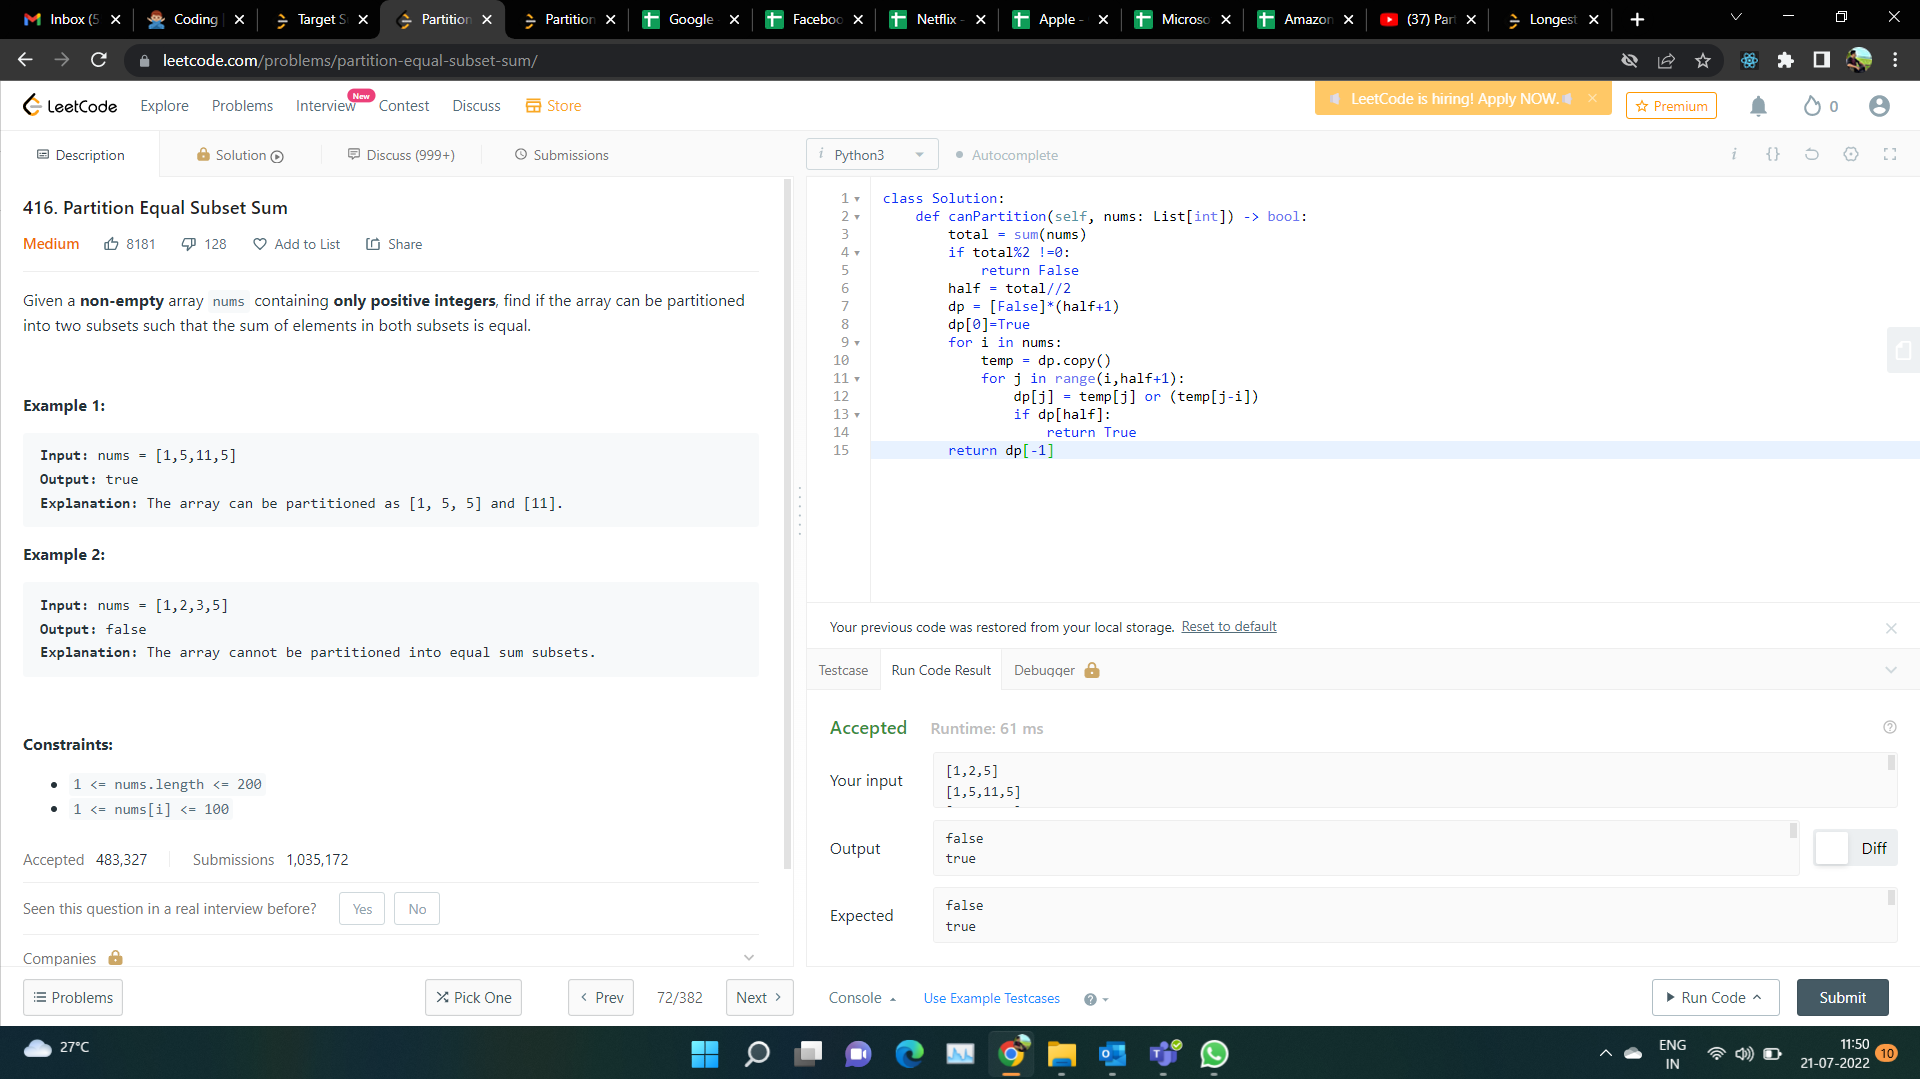 Inbox (5
Coding
Target S
Partition
Partition
Google -
Faceboo
Netflix -
Apple -
Microso
Amazon
(37) Par
Longest
leetcode.com/problems/partition-equal-subset-sum/
LeetCode
Explore
Problems
Interview
New
Contest
Discuss
Store
LeetCode is hiring! Apply NOW.
Premium
0
Description
Solution
Discuss (999+)
Submissions
Python3
Autocomplete
416. Partition Equal Subset Sum
Medium
8181
128
Add to List
Share
Given a non-empty array nums containing only positive integers, find if the array can be partitioned
into two subsets such that the sum of elements in both subsets is equal.
Example 1:
Input: nums = [1,5,11,5]
Output: true
Explanation: The array can be partitioned as [1, 5, 5] and [11].
Example 2:
Input: nums = [1,2,3,5]
Output: false
Explanation: The array cannot be partitioned into equal sum subsets.
Constraints:
1 <= nums.length <= 200
1 <= nums[i] <= 100
Accepted 483,327 Submissions 1,035,172
Seen this question in a real interview before? Yes No
Companies
Problems
Pick One
Prev
72/382
Next
1 class Solution:
2 def canPartition(self, nums: List[int]) -> bool:
3 total = sum(nums)
4 if total%2 !=0:
5 return False
6 half = total//2
7 dp = [False]*(half+1)
8 dp[0]=True
9 for i in nums:
10 temp = dp.copy()
11 for j in range(i,half+1):
12 dp[j] = temp[j] or (temp[j-i])
13 if dp[half]:
14 return True
15 return dp[-1]
Your previous code was restored from your local storage. Reset to default
Testcase
Run Code Result
Debugger
Accepted Runtime: 61 ms
Your input
[1,2,5]
[1,5,11,5]
Output
false
true
Diff
Expected
false
true
Console
Use Example Testcases
Run Code
Submit
27°C
ENG
IN
11:50
21-07-2022
10